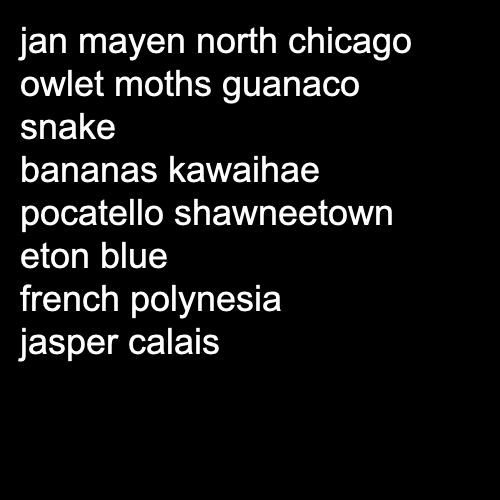 jan mayen north chicago
owlet moths guanaco
snake
bananas kawaihae
pocatello shawneetown
eton blue
french polynesia
jasper calais